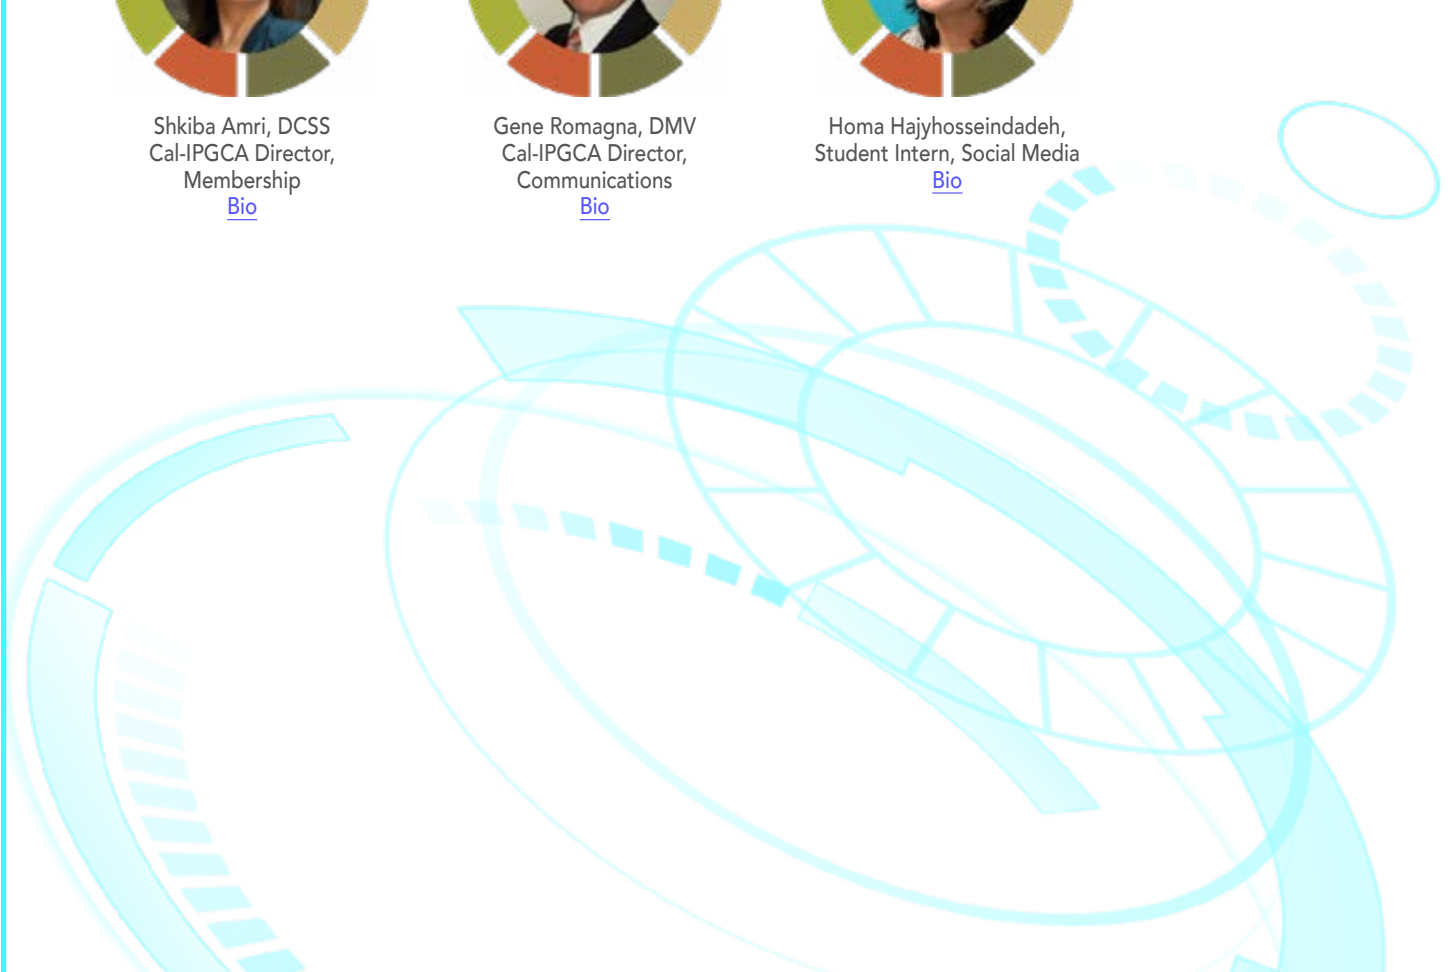 Shkiba Amri, DCSS
Cal-IPGCA Director,
Membership
Bio
Gene Romagna, DMV
Cal-IPGCA Director,
Communications
Bio
Homa Hajyhosseindadeh,
Student Intern, Social Media
Bio